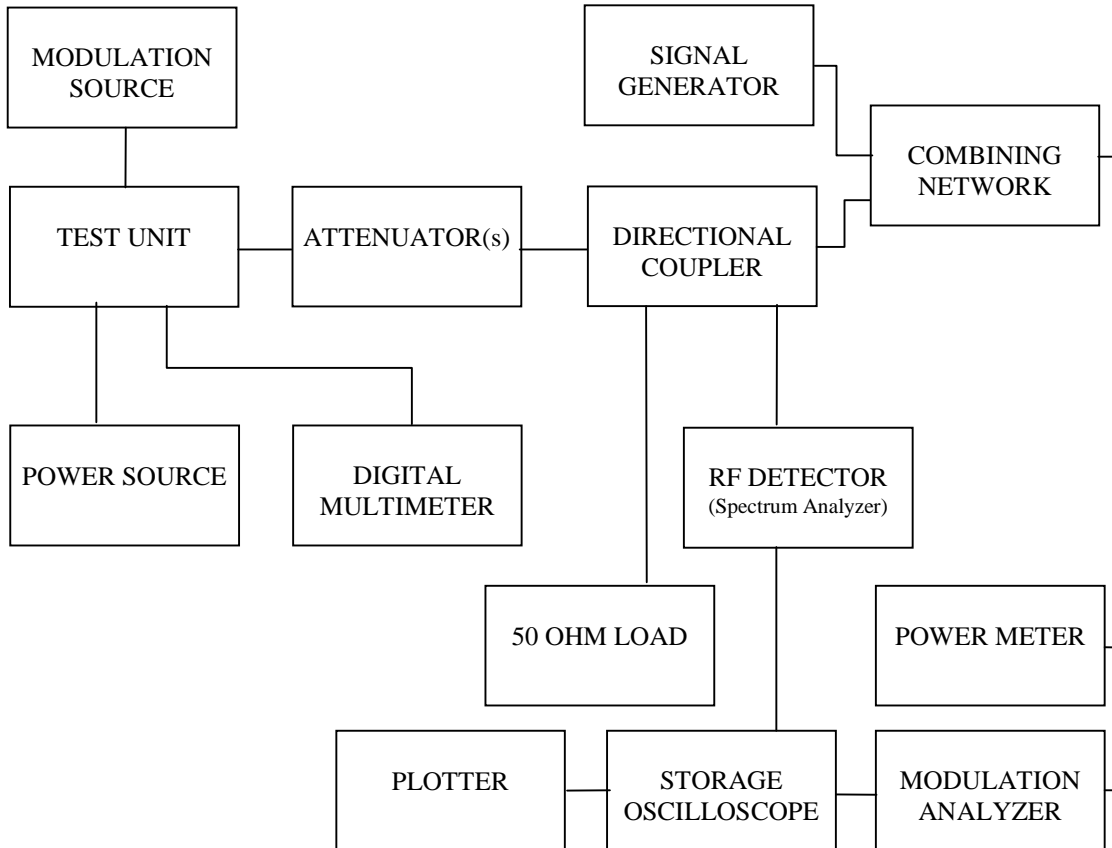 MODULATION
SOURCE
SIGNAL
GENERATOR
COMBINING
NETWORK
TEST UNIT
ATTENUATOR(s)
DIRECTIONAL
COUPLER
POWER SOURCE
DIGITAL
MULTIMETER
RF DETECTOR
(Spectrum Analyzer)
50 OHM LOAD
POWER METER
PLOTTER
STORAGE
OSCILLOSCOPE
MODULATION
ANALYZER